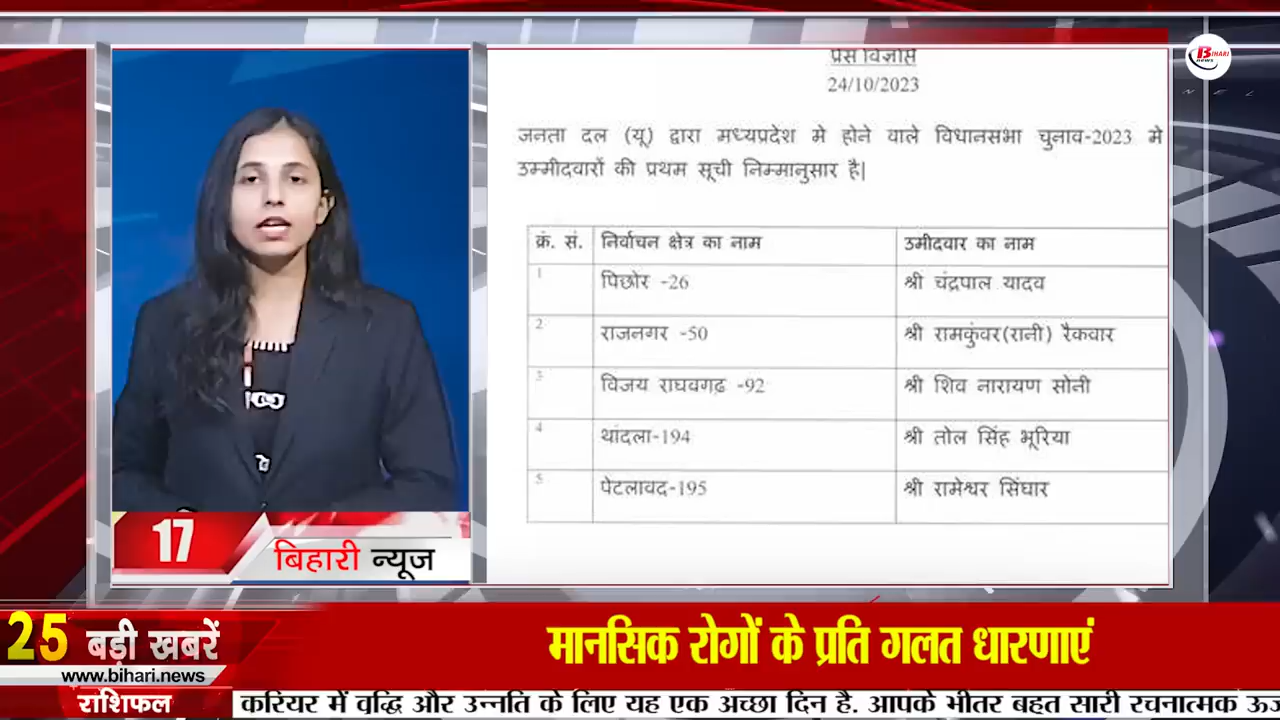 प्रेस विज्ञप्ति
24/10/2023
जनता दल (यू) द्वारा मध्यप्रदेश मे होने वाले विधानसभा चुनाव-2023 मे
उम्मीदवारों की प्रथम सूची निम्मानुसार है|
क्रं. सं. निर्वाचन क्षेत्र का नाम उमीदवार का नाम
1 पिछोर -26 श्री चंद्रपाल यादव
2 राजनगर -50 श्री रामकुंवर(रानी) रैकवार
3 विजय राघवगढ़ -92 श्री शिव नारायण सोनी
4 थांदला-194 श्री तोल सिंह भूरिया
5 पेटलावद-195 श्री रामेश्वर सिंघार
BIHARI
news
17
बिहारी न्यूज
25 बड़ी खबरें
www.bihari.news
मानसिक रोगों के प्रति गलत धारणाएं
राशिफल
करियर में वृद्धि और उन्नति के लिए यह एक अच्छा दिन है. आपके भीतर बहुत सारी रचनात्मक